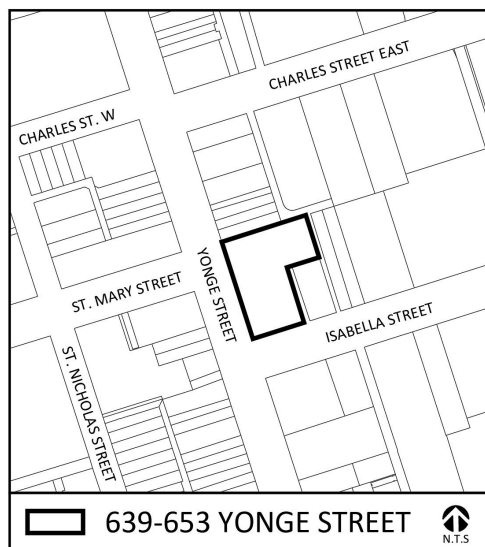 CHARLES STREET EAST
CHARLES ST. W
YONGE STREET
ST. MARY STREET
ISABELLA STREET
ST. NICHOLAS STREET
639-653 YONGE STREET
N.T.S